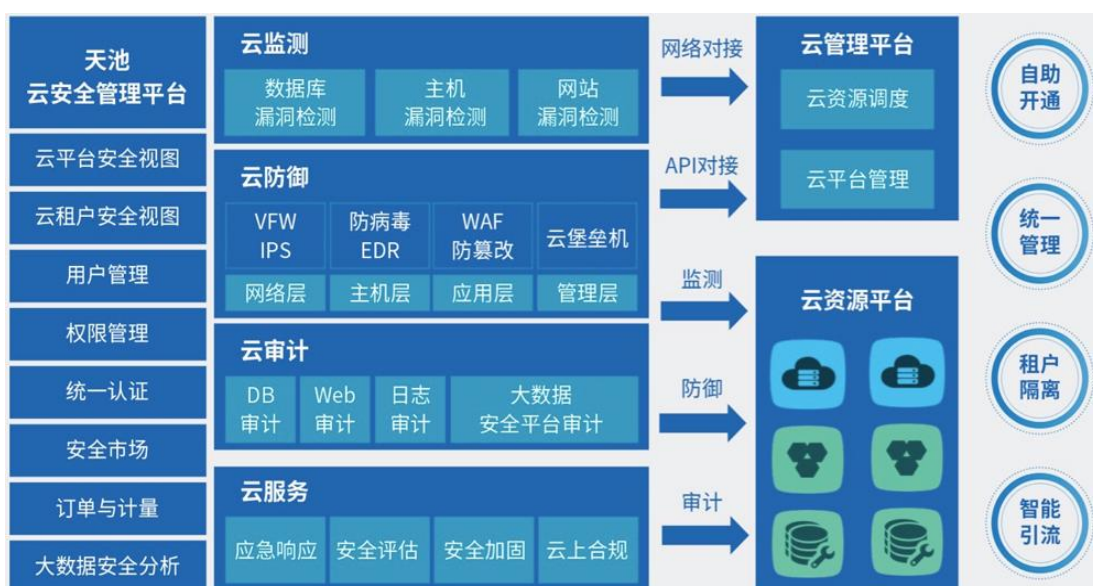 天池
云安全管理平台
云平台安全视图
云租户安全视图
用户管理
权限管理
统一认证
安全市场
订单与计量
大数据安全分析
云监测
数据库
漏洞检测
主机
漏洞检测
网站
漏洞检测
云防御
VFW
IPS
防病毒
EDR
WAF
防篡改
云堡垒机
网络层
主机层
应用层
管理层
云审计
DB
审计
Web
审计
日志
审计
大数据
安全平台审计
云服务
应急响应
安全评估
安全加固
云上合规
网络对接
API对接
监测
防御
审计
云管理平台
云资源调度
云平台管理
云资源平台
自助
开通
统一
管理
租户
隔离
智能
引流